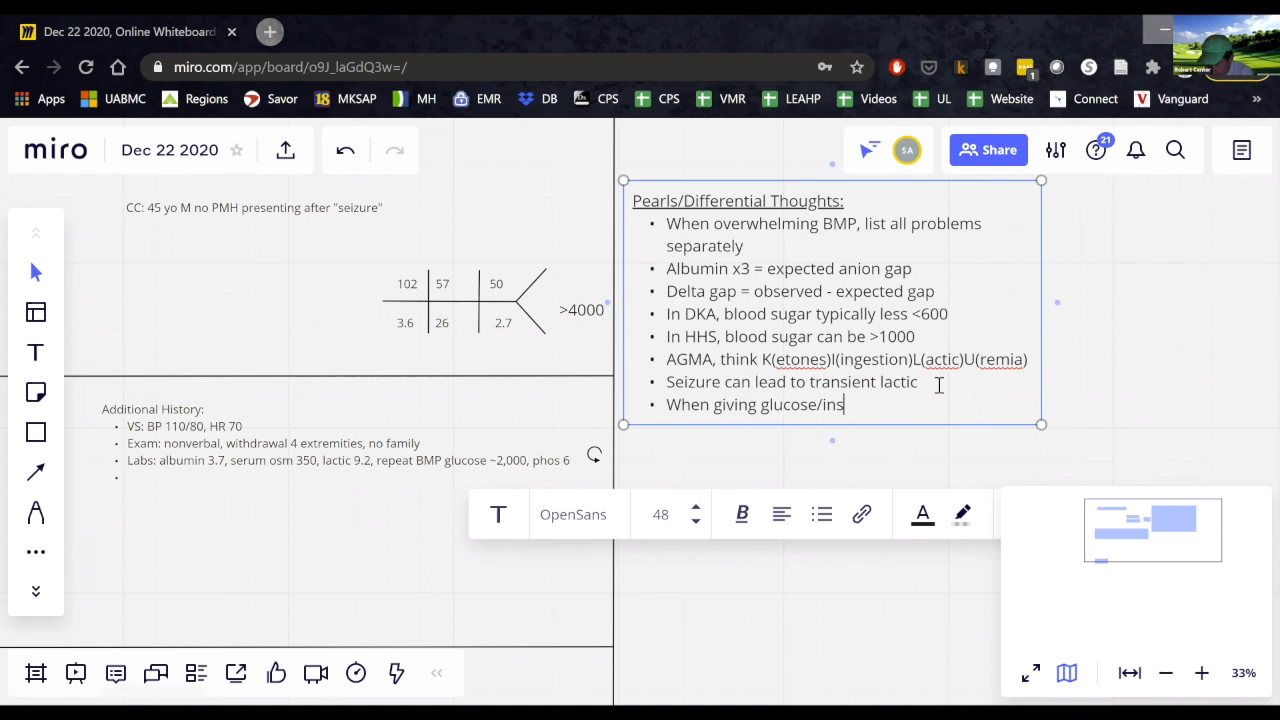 Dec 22 2020, Online Whiteboard
miro.com/app/board/o9J_laGdQ3w=/
1
Robert Centor
Apps
UABMC
Regions
Savor
18 MKSAP
MH
EMR
DB
Dx CPS
CPS
VMR
LEAHP
Videos
UL
Website
Connect
Vanguard
»
miro
Dec 22 2020
SA
Share
21
CC: 45 yo M no PMH presenting after "seizure"
102 57 50
>4000
3.6 26 2.7
Additional History:
• VS: BP 110/80, HR 70
• Exam: nonverbal, withdrawal 4 extremities, no family
• Labs: albumin 3.7, serum osm 350, lactic 9.2, repeat BMP glucose ~2,000, phos 6
•
Pearls/Differential Thoughts:
• When overwhelming BMP, list all problems
separately
• Albumin x3 = expected anion gap
• Delta gap = observed - expected gap
• In DKA, blood sugar typically less <600
• In HHS, blood sugar can be >1000
• AGMA, think K(etones)I(ingestion)L(actic)U(remia)
• Seizure can lead to transient lactic
• When giving glucose/ins
T
OpenSans
48
B
A
33%